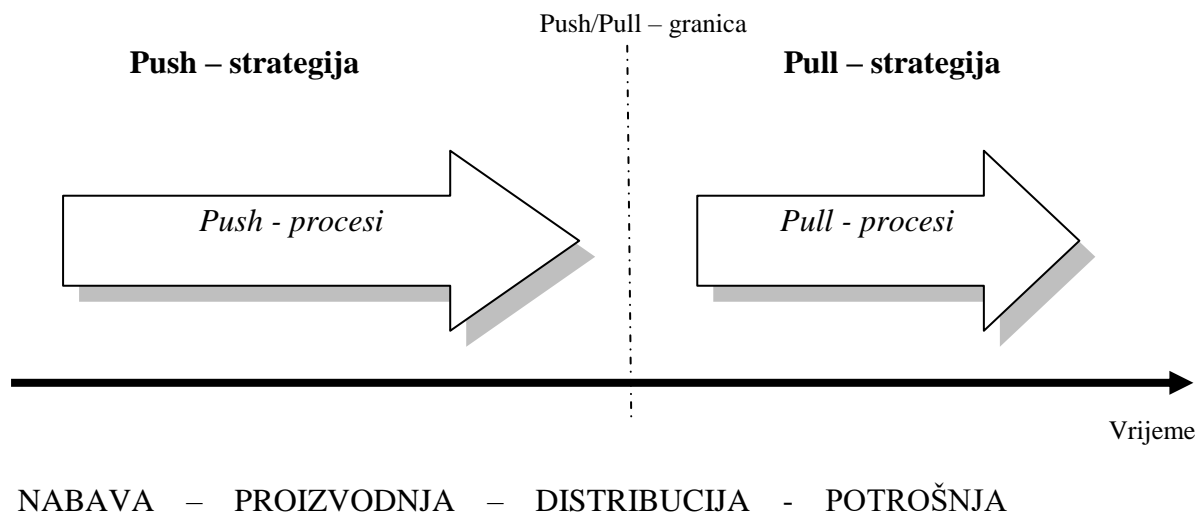 Push/Pull – granica
Push – strategija
Pull – strategija
Push - procesi
Pull - procesi
Vrijeme
NABAVA – PROIZVODNJA – DISTRIBUCIJA - POTROŠNJA